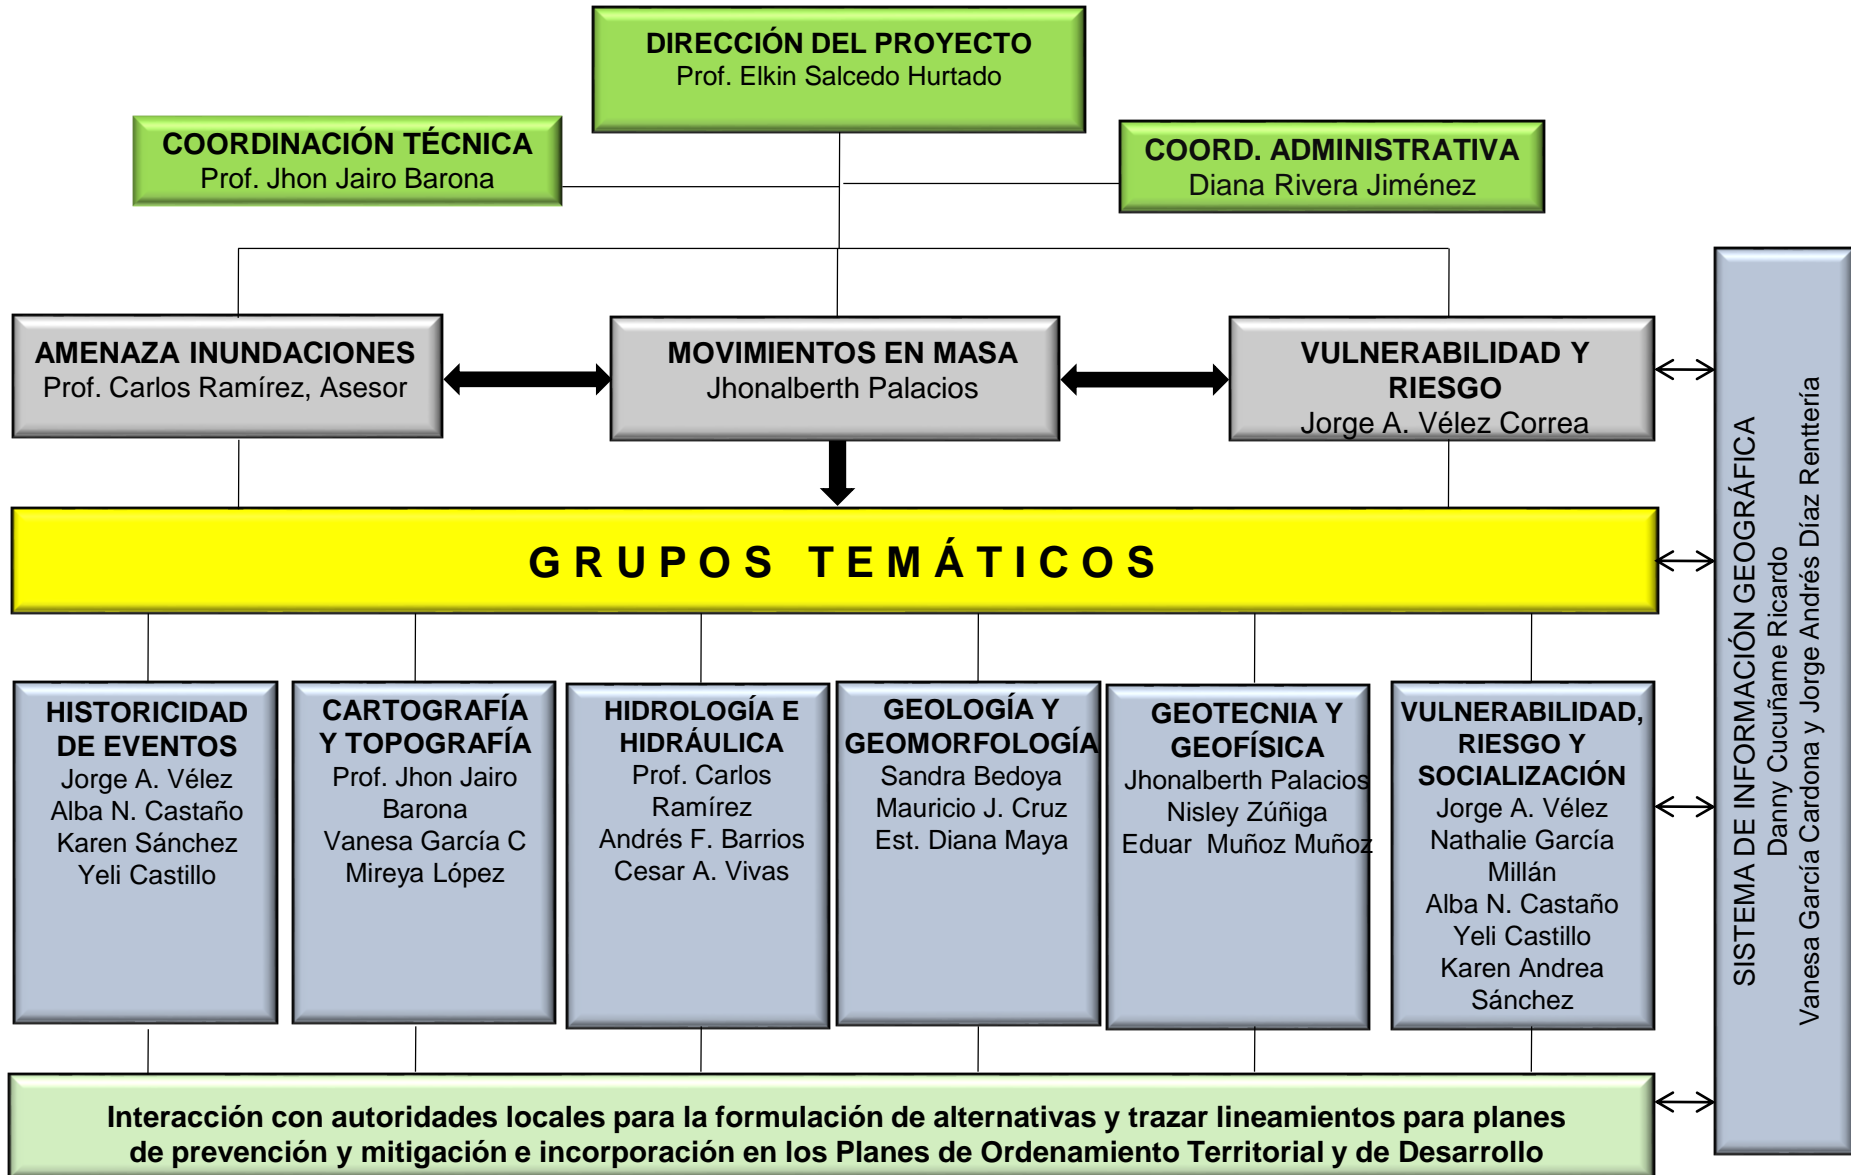 DIRECCIÓN DEL PROYECTO
Prof. Elkin Salcedo Hurtado
COORDINACIÓN TÉCNICA
Prof. Jhon Jairo Barona
COORD. ADMINISTRATIVA
Diana Rivera Jiménez
AMENAZA INUNDACIONES
Prof. Carlos Ramírez, Asesor
MOVIMIENTOS EN MASA
Jhonalberth Palacios
VULNERABILIDAD Y
RIESGO
Jorge A. Vélez Correa
GRUPOS TEMÁTICOS
HISTORICIDAD
DE EVENTOS
Jorge A. Vélez
Alba N. Castaño
Karen Sánchez
Yeli Castillo
CARTOGRAFÍA
Y TOPOGRAFÍA
Prof. Jhon Jairo
Barona
Vanesa García C
Mireya López
HIDROLOGÍA E
HIDRÁULICA
Prof. Carlos
Ramírez
Andrés F. Barrios
Cesar A. Vivas
GEOLOGÍA Y
GEOMORFOLOGÍA
Sandra Bedoya
Mauricio J. Cruz
Est. Diana Maya
GEOTECNIA Y
GEOFÍSICA
Jhonalberth Palacios
Nisley Zúñiga
Eduar Muñoz Muñoz
VULNERABILIDAD,
RIESGO Y
SOCIALIZACIÓN
Jorge A. Vélez
Nathalie García
Millán
Alba N. Castaño
Yeli Castillo
Karen Andrea
Sánchez
SISTEMA DE INFORMACIÓN GEOGRÁFICA
Danny Cucuñame Ricardo
Vanesa García Cardona y Jorge Andrés Díaz Renttería
Interacción con autoridades locales para la formulación de alternativas y trazar lineamientos para planes
de prevención y mitigación e incorporación en los Planes de Ordenamiento Territorial y de Desarrollo